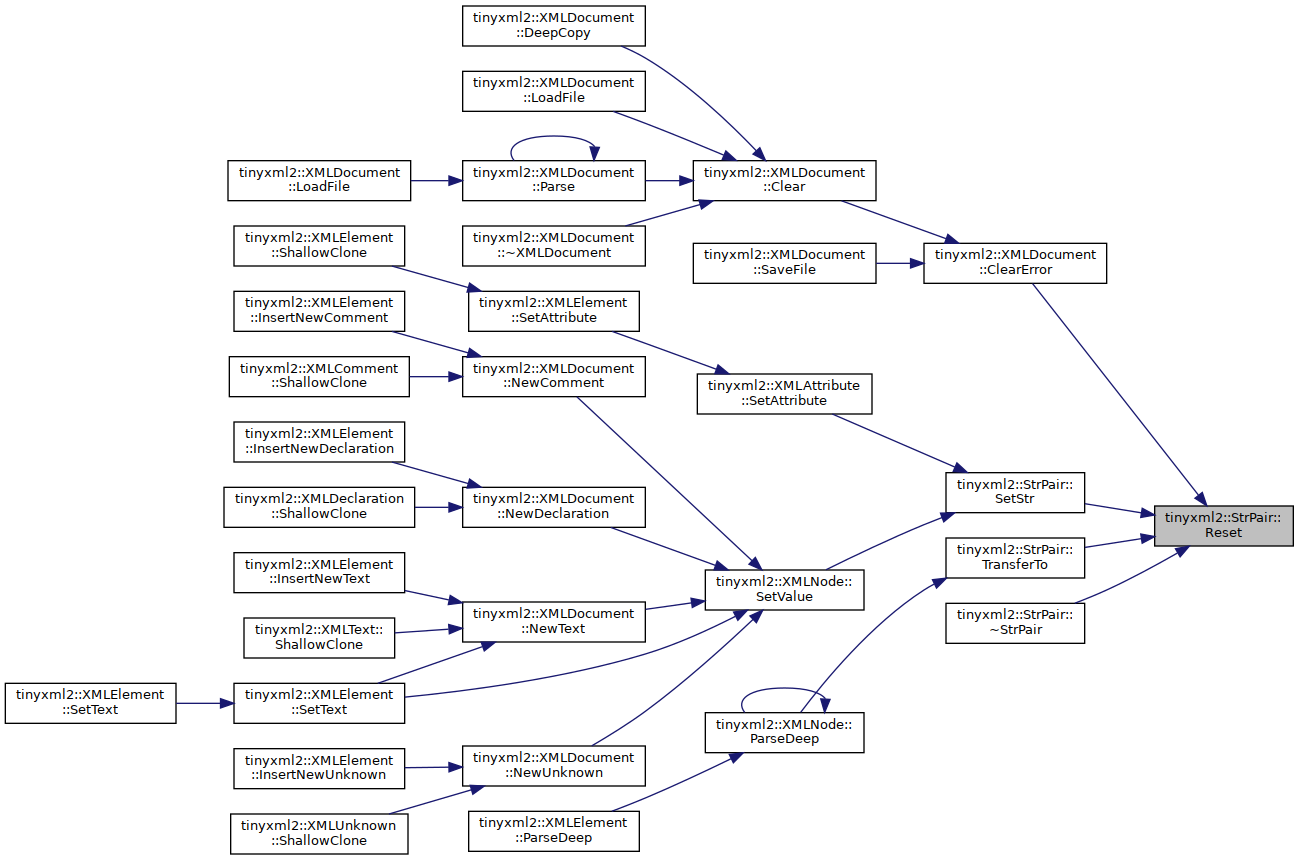 tinyxml2::XMLDocument
::DeepCopy
tinyxml2::XMLDocument
::LoadFile
tinyxml2::XMLDocument
::LoadFile
tinyxml2::XMLDocument
::Parse
tinyxml2::XMLDocument
::Clear
tinyxml2::XMLElement
::ShallowClone
tinyxml2::XMLDocument
::~XMLDocument
tinyxml2::XMLDocument
::SaveFile
tinyxml2::XMLDocument
::ClearError
tinyxml2::XMLElement
::InsertNewComment
tinyxml2::XMLElement
::SetAttribute
tinyxml2::XMLComment
::ShallowClone
tinyxml2::XMLDocument
::NewComment
tinyxml2::XMLAttribute
::SetAttribute
tinyxml2::XMLElement
::InsertNewDeclaration
tinyxml2::XMLDeclaration
::ShallowClone
tinyxml2::XMLDocument
::NewDeclaration
tinyxml2::StrPair::
SetStr
tinyxml2::StrPair::
Reset
tinyxml2::XMLElement
::InsertNewText
tinyxml2::StrPair::
TransferTo
tinyxml2::XMLNode::
SetValue
tinyxml2::XMLDocument
::NewText
tinyxml2::StrPair::
~StrPair
tinyxml2::XMLText::
ShallowClone
tinyxml2::XMLElement
::SetText
tinyxml2::XMLElement
::SetText
tinyxml2::XMLNode::
ParseDeep
tinyxml2::XMLElement
::InsertNewUnknown
tinyxml2::XMLDocument
::NewUnknown
tinyxml2::XMLUnknown
::ShallowClone
tinyxml2::XMLElement
::ParseDeep